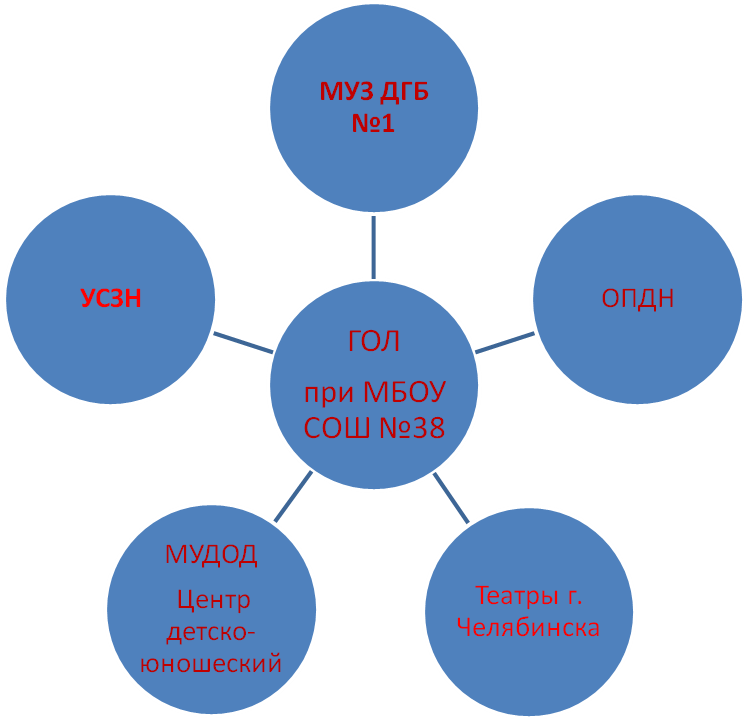 МУЗ ДГБ
№1
УСЗН
ОПДН
ГОЛ
при МБОУ
СОШ №38
МУДОД
Центр
детско-
юношеский
Театры г.
Челябинска